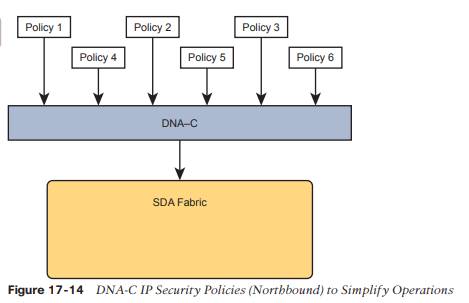 Policy 1
Policy 2
Policy 3
Policy 4
Policy 5
Policy 6
DNA–C
SDA Fabric
Figure 17-14 DNA-C IP Security Policies (Northbound) to Simplify Operations